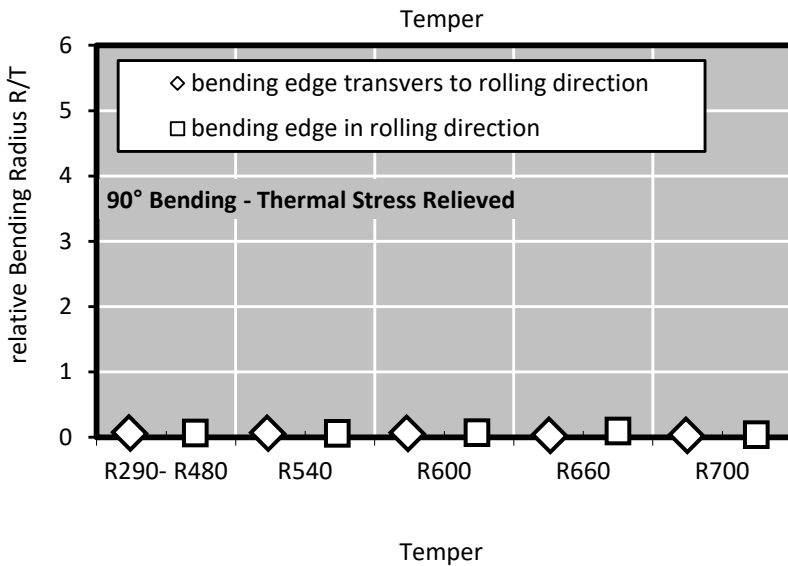 Temper
relative Bending Radius R/T
6
5
4
3
2
1
0
bending edge transvers to rolling direction
bending edge in rolling direction
90° Bending - Thermal Stress Relieved
R290- R480 R540 R600 R660 R700
Temper